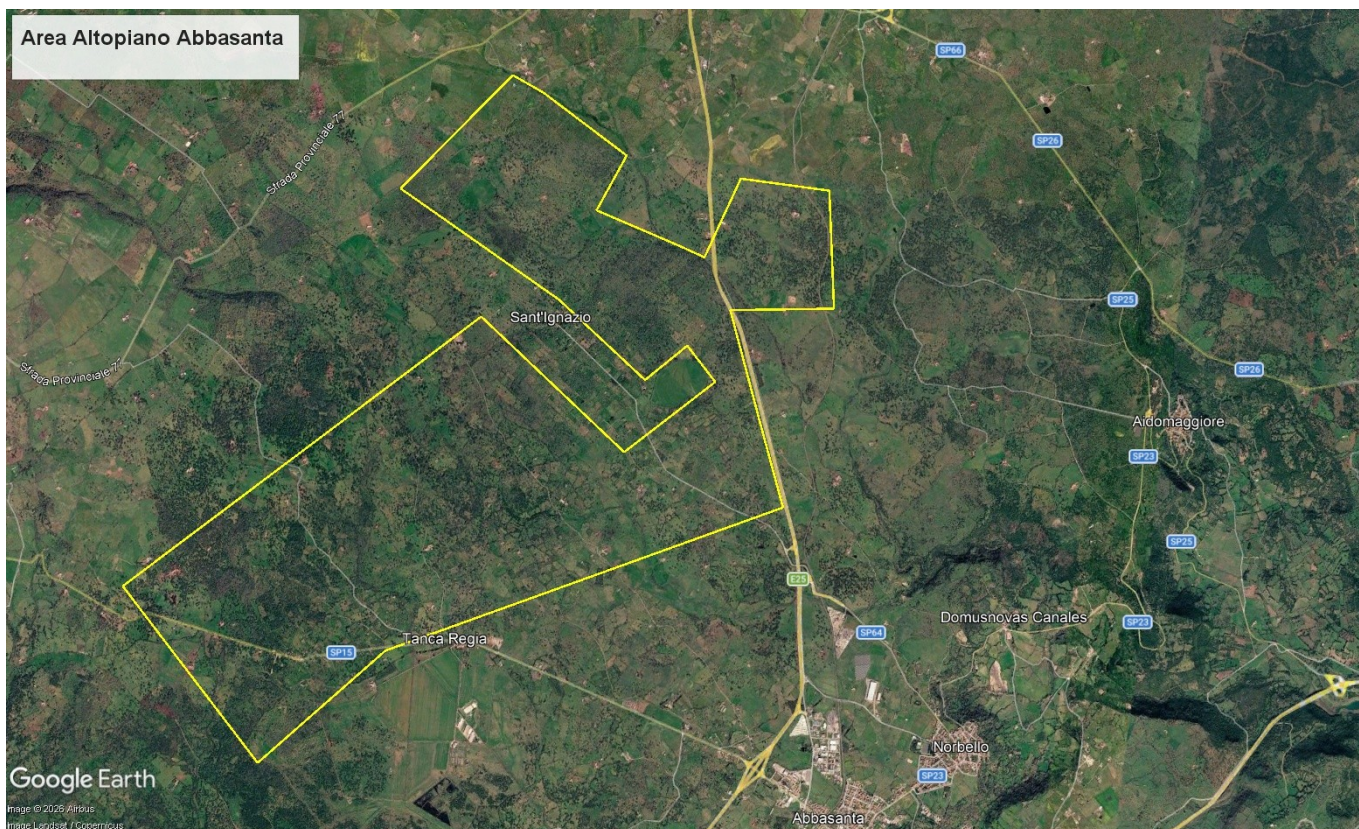 Area Altopiano Abbasanta
SP66
Strada Provinciale 77
SP26
SP25
Sant'Ignazio
Strada Provinciale 77
SP26
Aidomaggiore
SP23
SP25
E25
Domusnovas Canales
SP23
SP64
Tanca Regia
SP15
Norbello
SP23
Google Earth
Image © 2026 Airbus
Image Landsat / Copernicus
Abbasanta